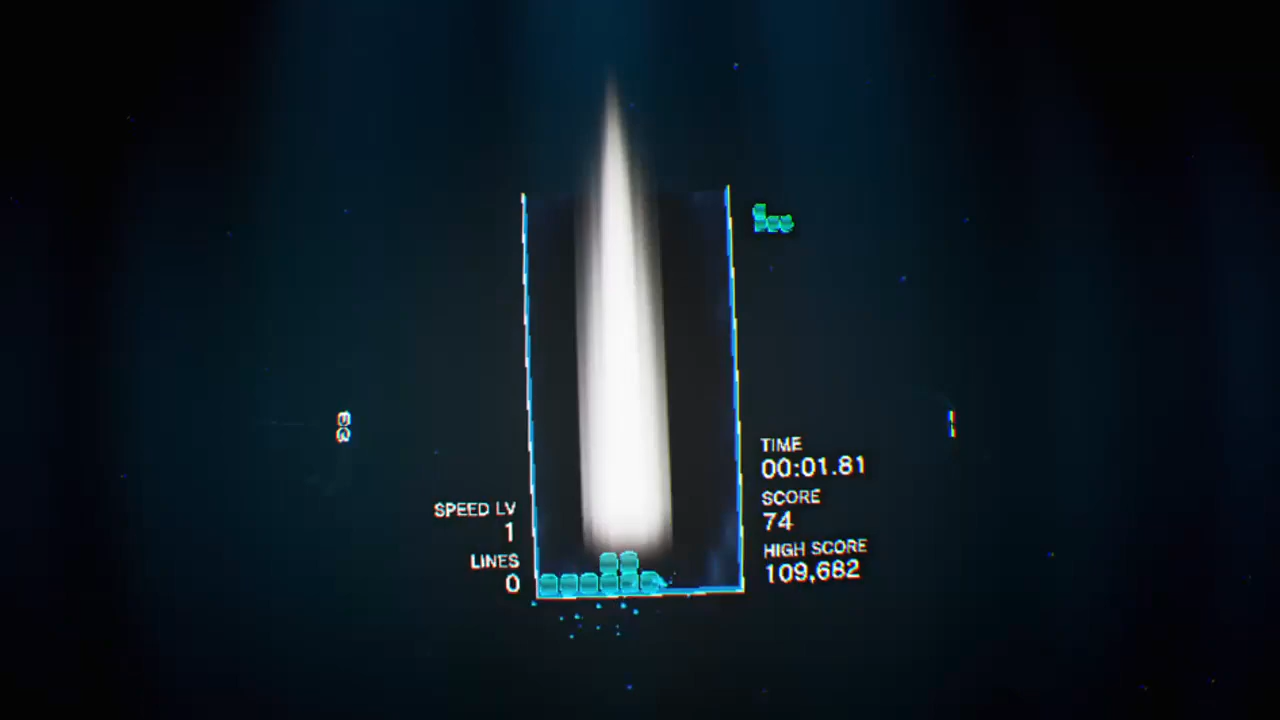 SPEED LV
1
LINES
0
TIME
00:01.81
SCORE
74
HIGH SCORE
109,682